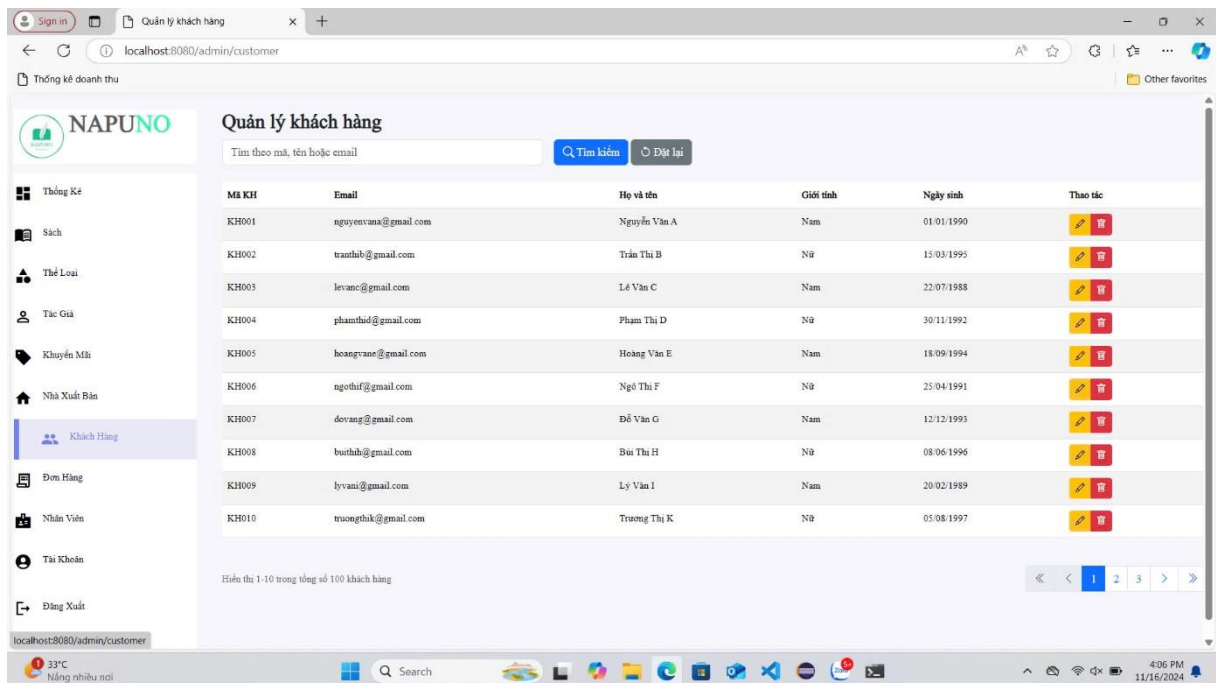 Sign in
Quản lý khách hàng
localhost:8080/admin/customer
Thống kê doanh thu
Other favorites
NAPUNO
Quản lý khách hàng
Tìm theo mã, tên hoặc email
Tìm kiếm
Đặt lại
Thống Kê
Sách
Thể Loại
Tác Giả
Khuyến Mãi
Nhà Xuất Bản
Khách Hàng
Đơn Hàng
Nhân Viên
Tài Khoản
Đăng Xuất
Mã KH Email Họ và tên Giới tính Ngày sinh Thao tác
KH001 nguyenvana@gmail.com Nguyễn Văn A Nam 01/01/1990
KH002 tranthib@gmail.com Trần Thị B Nữ 15/03/1995
KH003 levanc@gmail.com Lê Văn C Nam 22/07/1988
KH004 phamthid@gmail.com Phạm Thị D Nữ 30/11/1992
KH005 hoangvane@gmail.com Hoàng Văn E Nam 18/09/1994
KH006 ngothif@gmail.com Ngô Thị F Nữ 25/04/1991
KH007 dovang@gmail.com Đỗ Văn G Nam 12/12/1993
KH008 buithih@gmail.com Bùi Thị H Nữ 08/06/1996
KH009 lyvani@gmail.com Lý Văn I Nam 20/02/1989
KH010 truongthik@gmail.com Trương Thị K Nữ 05/08/1997
Hiển thị 1-10 trong tổng số 100 khách hàng
1 2 3
localhost:8080/admin/customer
1
33°C
Nắng nhiều nơi
Search
5+
4:06 PM
11/16/2024